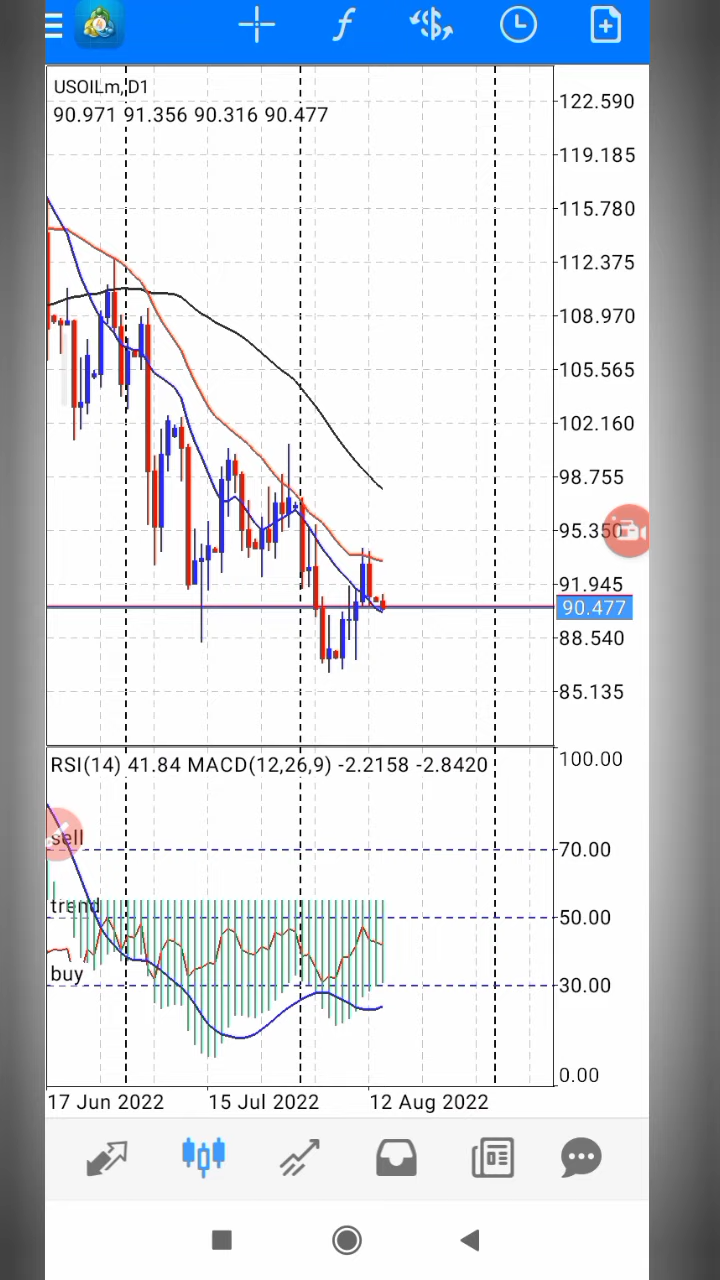 USOILm,D1
90.971 91.356 90.316 90.477
122.590
119.185
115.780
112.375
108.970
105.565
102.160
98.755
95.350
91.945
90.477
88.540
85.135
RSI(14) 41.84 MACD(12,26,9) -2.2158 -2.8420
100.00
sell
70.00
trend
50.00
buy
30.00
0.00
17 Jun 2022
15 Jul 2022
12 Aug 2022